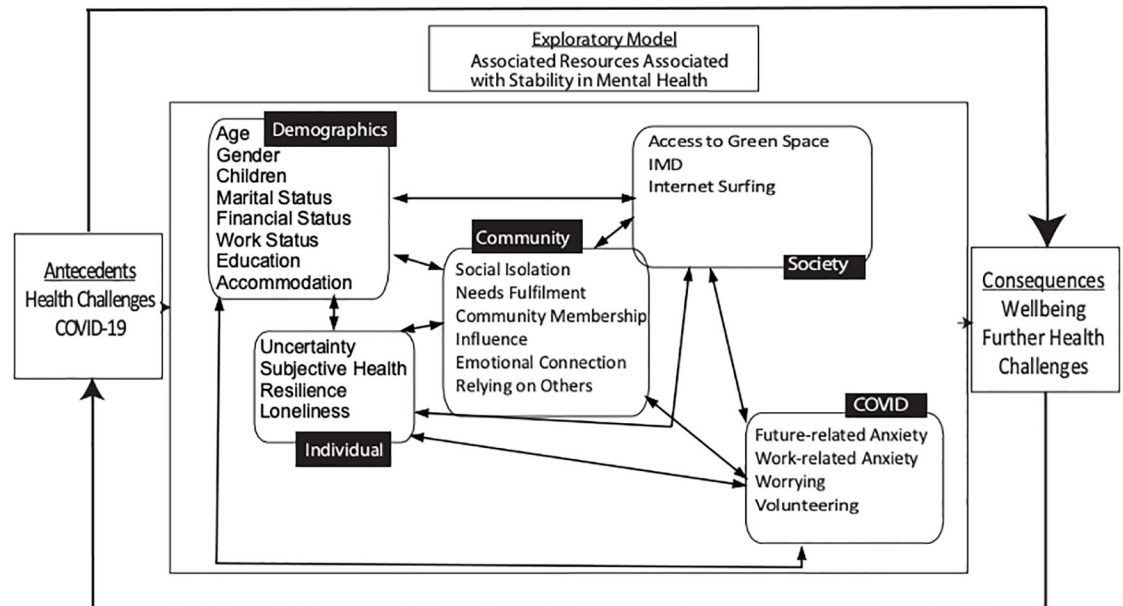 Exploratory Model
Associated Resources Associated
with Stability in Mental Health
Antecedents
Health Challenges
COVID-19
Demographics
Age
Gender
Children
Marital Status
Financial Status
Work Status
Education
Accommodation
Access to Green Space
IMD
Internet Surfing
Society
Community
Social Isolation
Needs Fulfilment
Community Membership
Influence
Emotional Connection
Relying on Others
Uncertainty
Subjective Health
Resilience
Loneliness
Individual
COVID
Future-related Anxiety
Work-related Anxiety
Worrying
Volunteering
Consequences
Wellbeing
Further Health
Challenges